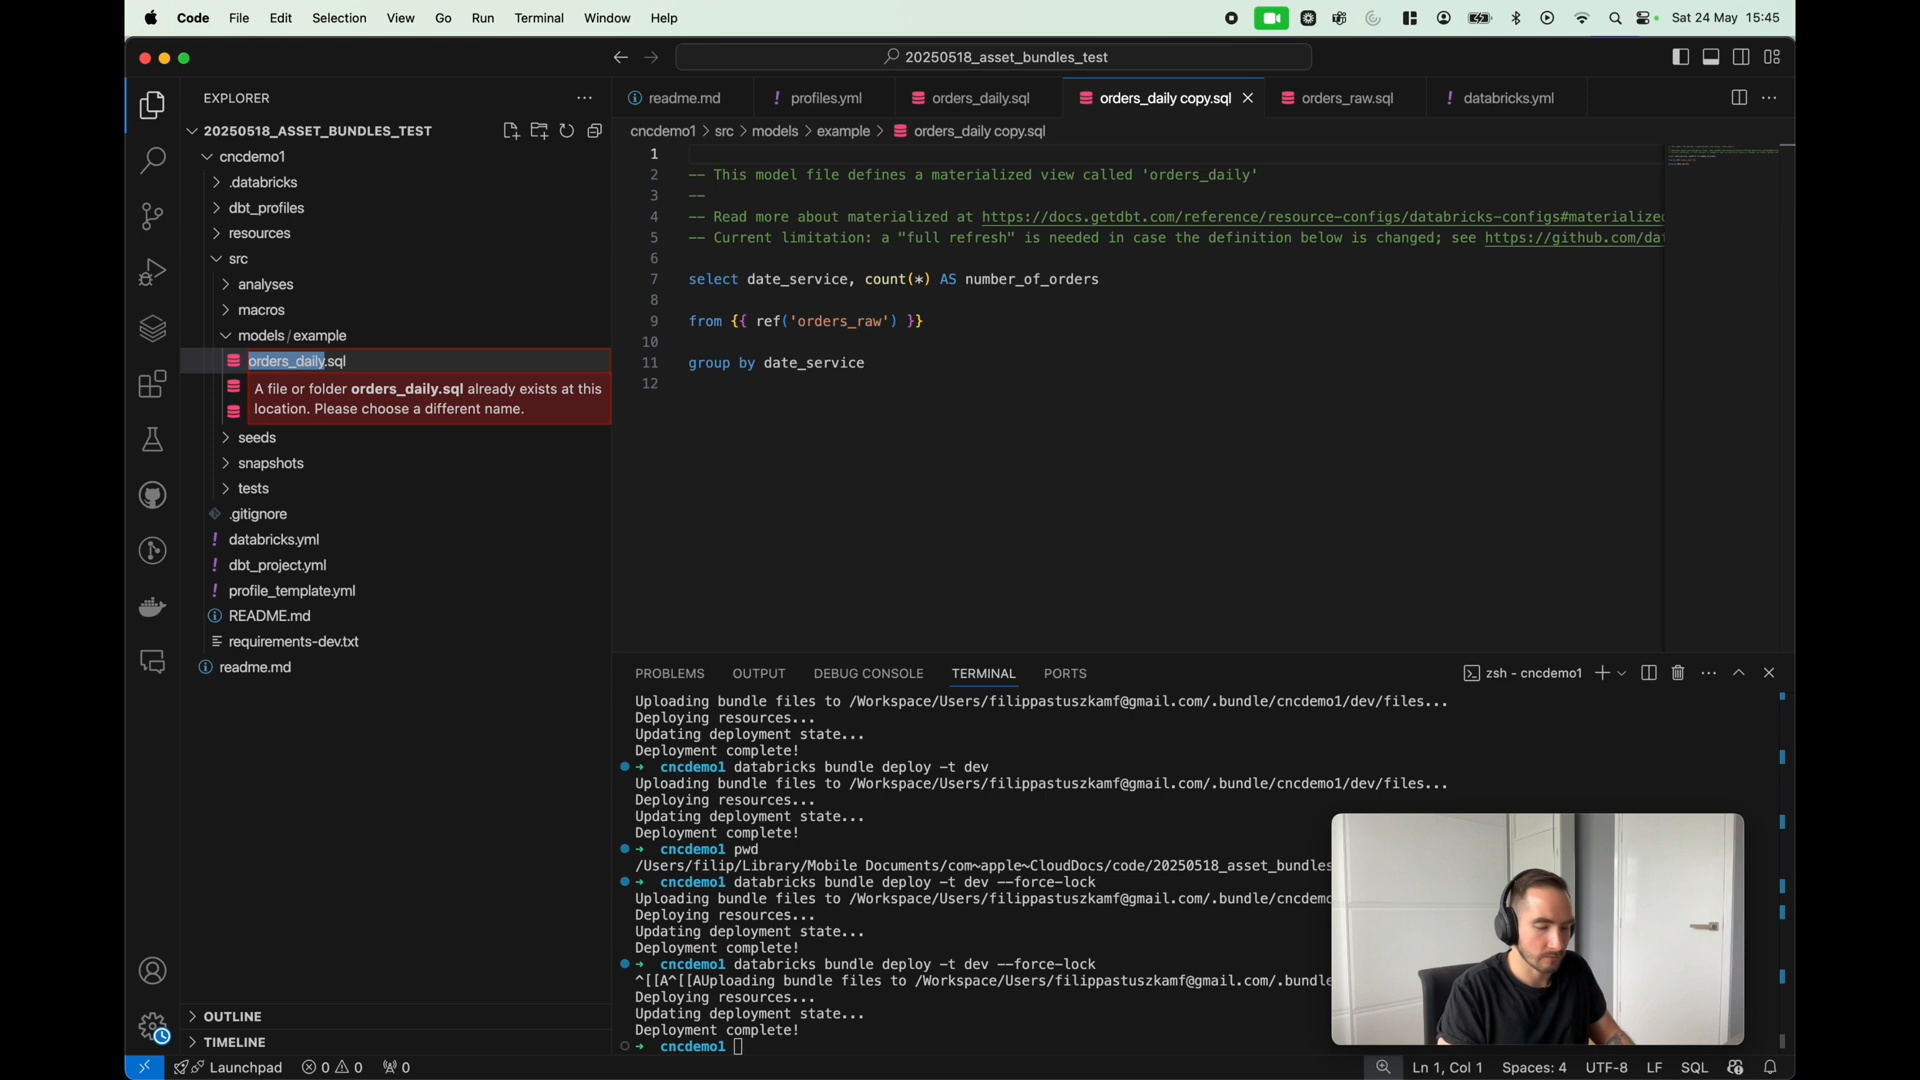 Code File Edit Selection View Go Run Terminal Window Help Sat 24 May 15:45
20250518_asset_bundles_test
EXPLORER
20250518_ASSET_BUNDLES_TEST
cncdemo1
.databricks
dbt_profiles
resources
src
analyses
macros
models / example
orders_daily.sql
A file or folder orders_daily.sql already exists at this
location. Please choose a different name.
seeds
snapshots
tests
.gitignore
databricks.yml
dbt_project.yml
profile_template.yml
README.md
requirements-dev.txt
readme.md
OUTLINE
TIMELINE
readme.md profiles.yml orders_daily.sql orders_daily copy.sql orders_raw.sql databricks.yml
cncdemo1 > src > models > example > orders_daily copy.sql
1
2 -- This model file defines a materialized view called 'orders_daily'
3 --
4 -- Read more about materialized at https://docs.getdbt.com/reference/resource-configs/databricks-configs#materialized
5 -- Current limitation: a "full refresh" is needed in case the definition below is changed; see https://github.com/dat
6
7 select date_service, count(*) AS number_of_orders
8
9 from {{ ref('orders_raw') }}
10
11 group by date_service
12
PROBLEMS OUTPUT DEBUG CONSOLE TERMINAL PORTS zsh - cncdemo1
Uploading bundle files to /Workspace/Users/filippastuszkamf@gmail.com/.bundle/cncdemo1/dev/files...
Deploying resources...
Updating deployment state...
Deployment complete!
➜ cncdemo1 databricks bundle deploy -t dev
Uploading bundle files to /Workspace/Users/filippastuszkamf@gmail.com/.bundle/cncdemo1/dev/files...
Deploying resources...
Updating deployment state...
Deployment complete!
➜ cncdemo1 pwd
/Users/filip/Library/Mobile Documents/com~apple~CloudDocs/code/20250518_asset_bundles
➜ cncdemo1 databricks bundle deploy -t dev --force-lock
Uploading bundle files to /Workspace/Users/filippastuszkamf@gmail.com/.bundle/cncdemo
Deploying resources...
Updating deployment state...
Deployment complete!
➜ cncdemo1 databricks bundle deploy -t dev --force-lock
^[[A^[[AUploading bundle files to /Workspace/Users/filippastuszkamf@gmail.com/.bundle
Deploying resources...
Updating deployment state...
Deployment complete!
➜ cncdemo1
Launchpad 0 0 0 Ln 1, Col 1 Spaces: 4 UTF-8 LF SQL